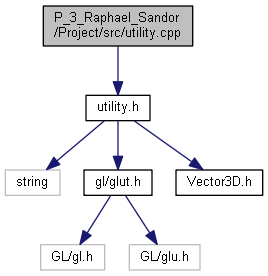 P_3_Raphael_Sandor
/Project/src/utility.cpp
utility.h
string
gl/glut.h
Vector3D.h
GL/gl.h
GL/glu.h